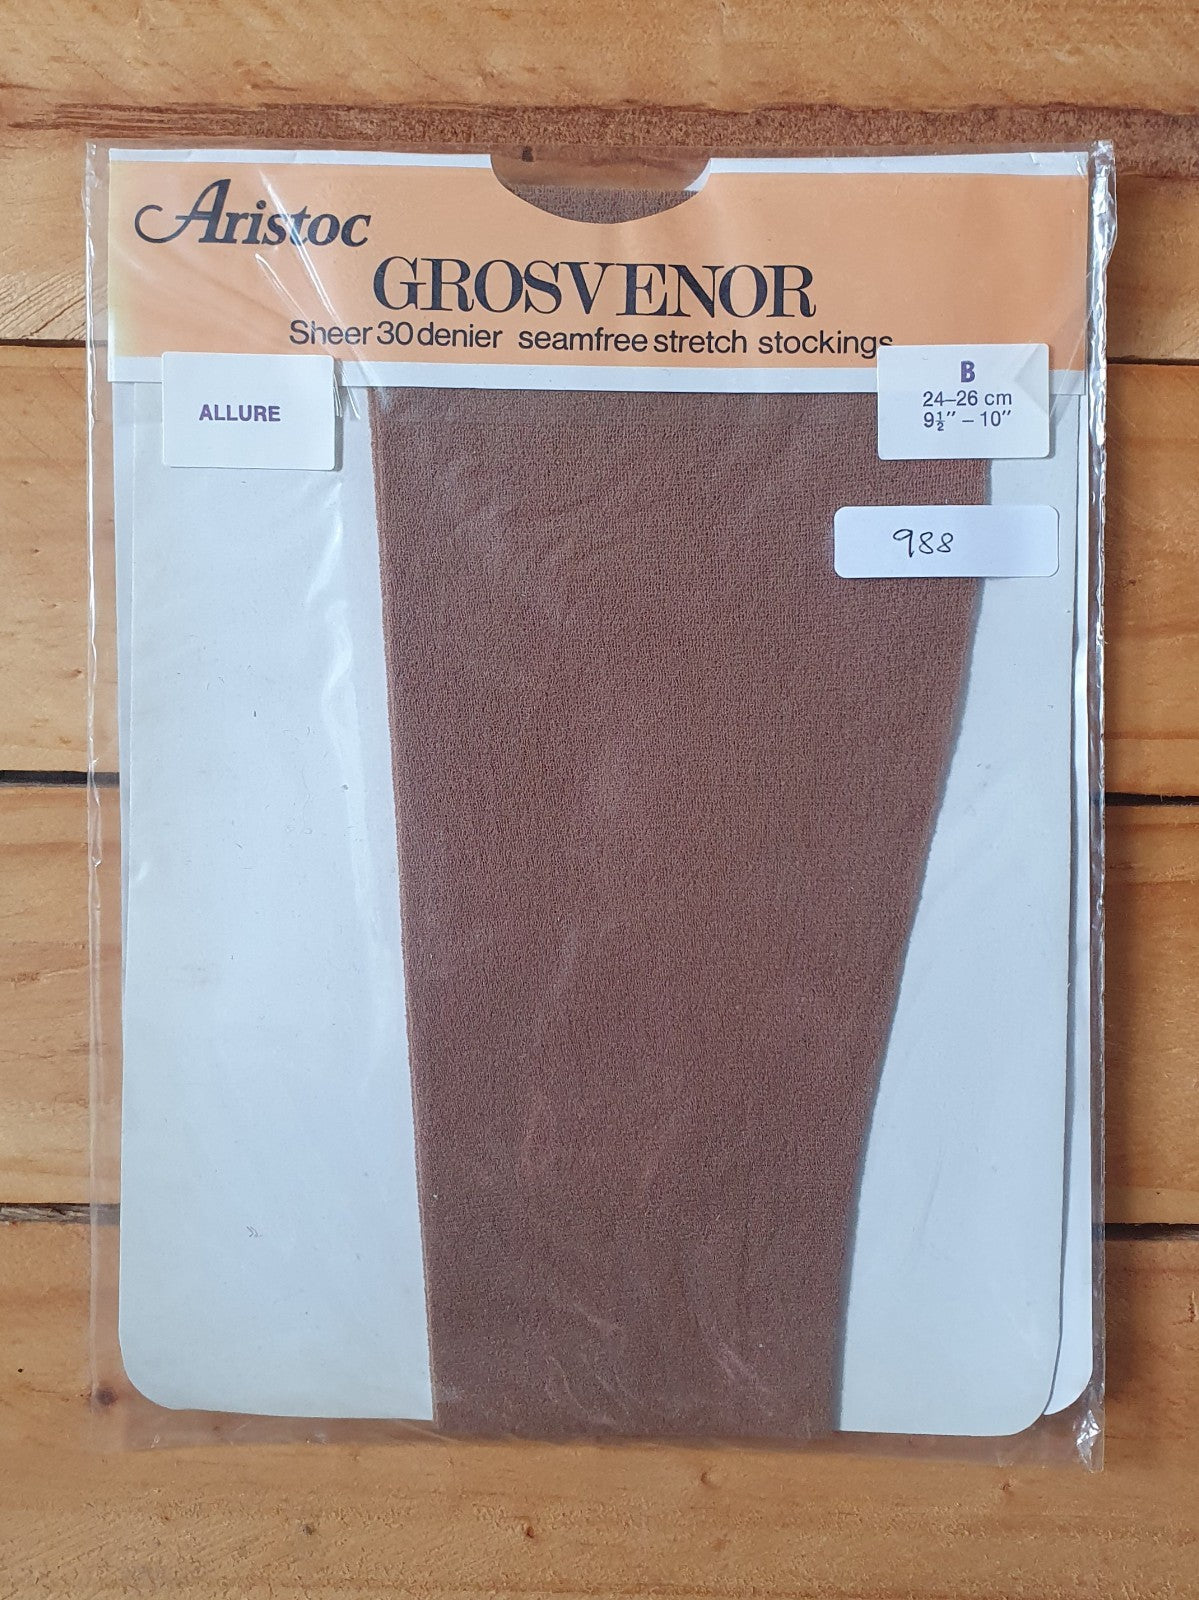 Aristoc
GROSVENOR
Sheer 30 denier seamfree stretch stockings
ALLURE
B
24–26 cm
9½″ – 10″
988